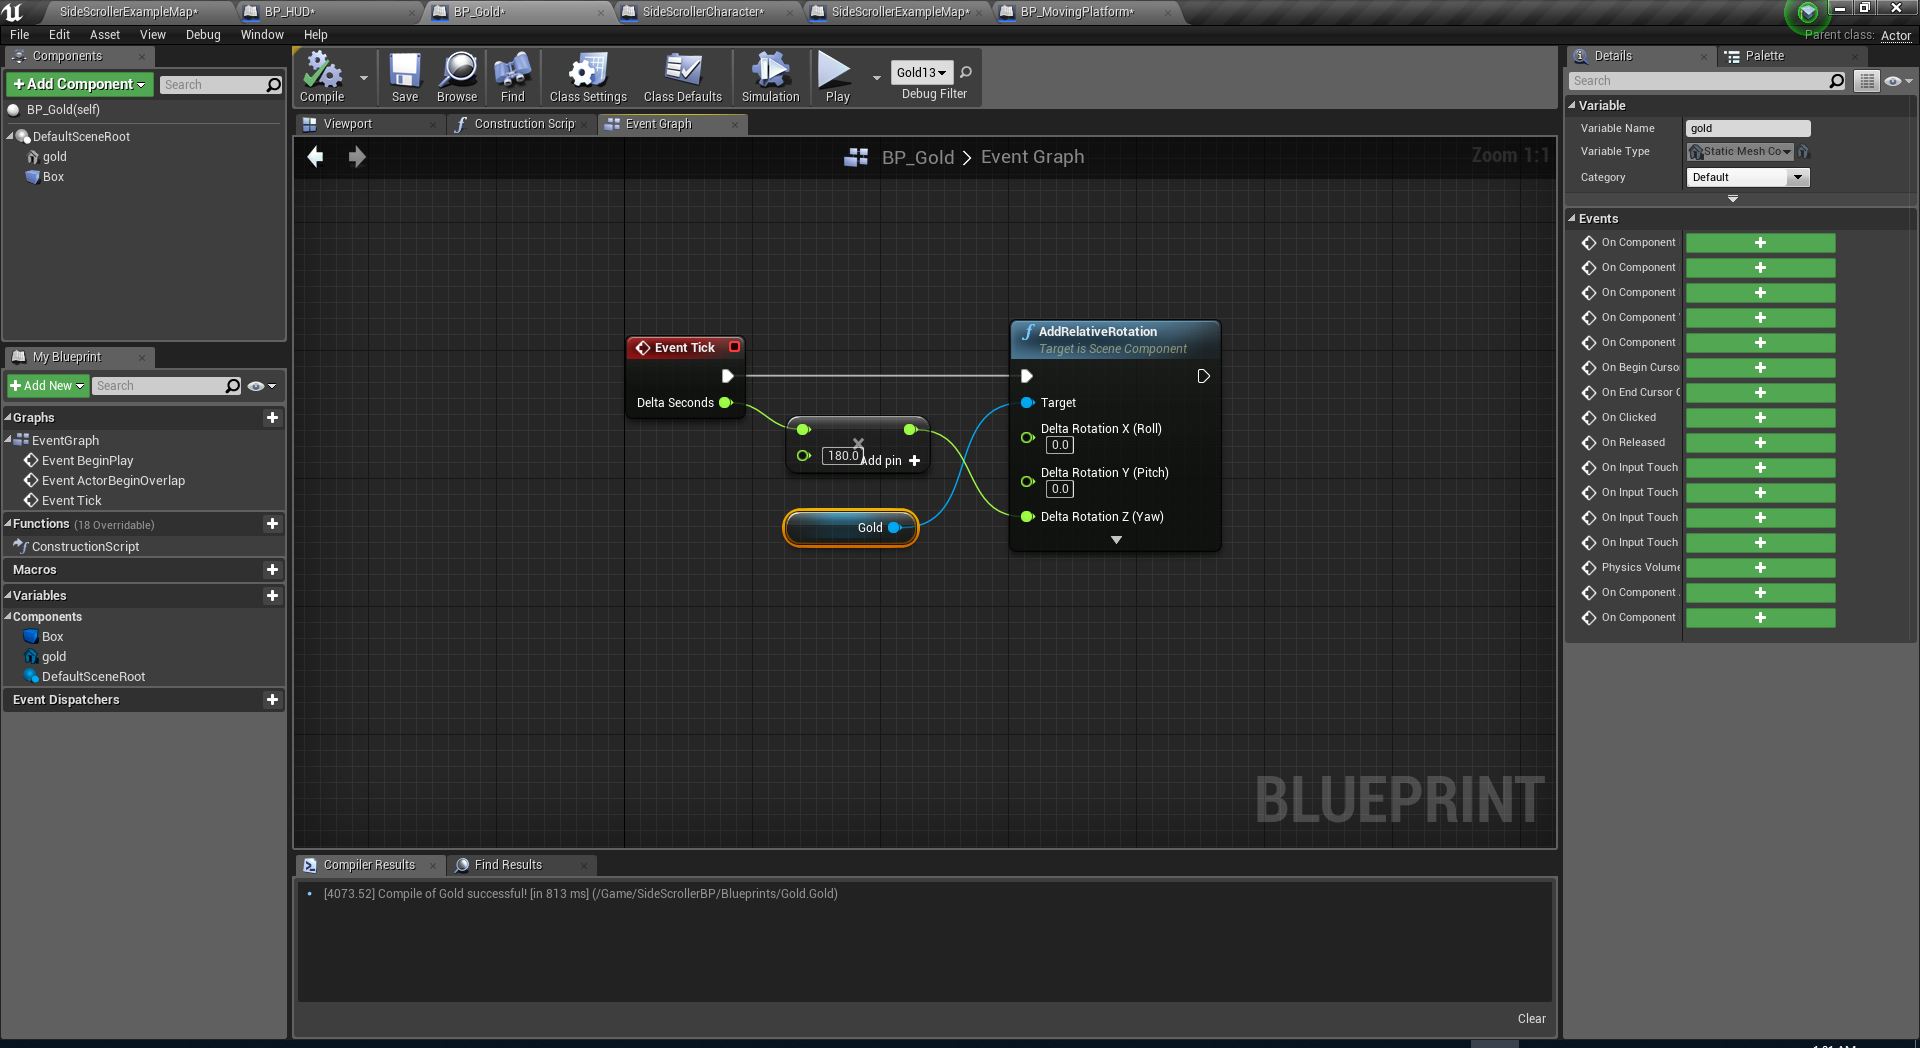 SideScrollerExampleMap*
BP_HUD*
BP_Gold*
SideScrollerCharacter*
SideScrollerExampleMap*
BP_MovingPlatform*
File Edit Asset View Debug Window Help
Parent class: Actor
Components
+ Add Component
Search
BP_Gold(self)
DefaultSceneRoot
gold
Box
My Blueprint
+ Add New
Search
Graphs
EventGraph
Event BeginPlay
Event ActorBeginOverlap
Event Tick
Functions (18 Overridable)
ConstructionScript
Macros
Variables
Components
Box
gold
DefaultSceneRoot
Event Dispatchers
Compile
Save
Browse
Find
Class Settings
Class Defaults
Simulation
Play
Gold13
Debug Filter
Viewport
Construction Scrip
Event Graph
BP_Gold > Event Graph
Zoom 1:1
Event Tick
Delta Seconds
180.0
Add pin +
Gold
AddRelativeRotation
Target is Scene Component
Target
Delta Rotation X (Roll)
0.0
Delta Rotation Y (Pitch)
0.0
Delta Rotation Z (Yaw)
BLUEPRINT
Compiler Results
Find Results
[4073.52] Compile of Gold successful! [in 813 ms] (/Game/SideScrollerBP/Blueprints/Gold.Gold)
Clear
Details
Palette
Search
Variable
Variable Name gold
Variable Type Static Mesh Co
Category Default
Events
On Component
On Component
On Component
On Component
On Component
On Begin Curso
On End Cursor
On Clicked
On Released
On Input Touch
On Input Touch
On Input Touch
On Input Touch
Physics Volume
On Component
On Component